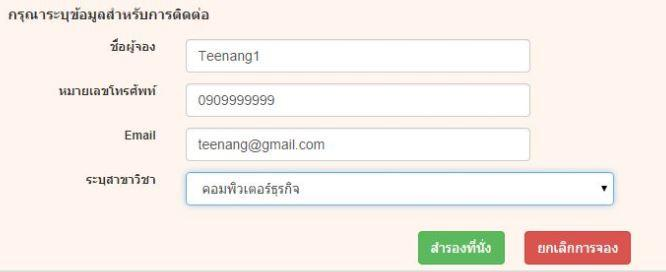 กรุณาระบุข้อมูลสำหรับการติดต่อ
ชื่อผู้จอง Teenang1
หมายเลขโทรศัพท์ 0909999999
Email teenang@gmail.com
ระบุสาขาวิชา คอมพิวเตอร์ธุรกิจ
สำรองที่นั่ง ยกเลิกการจอง